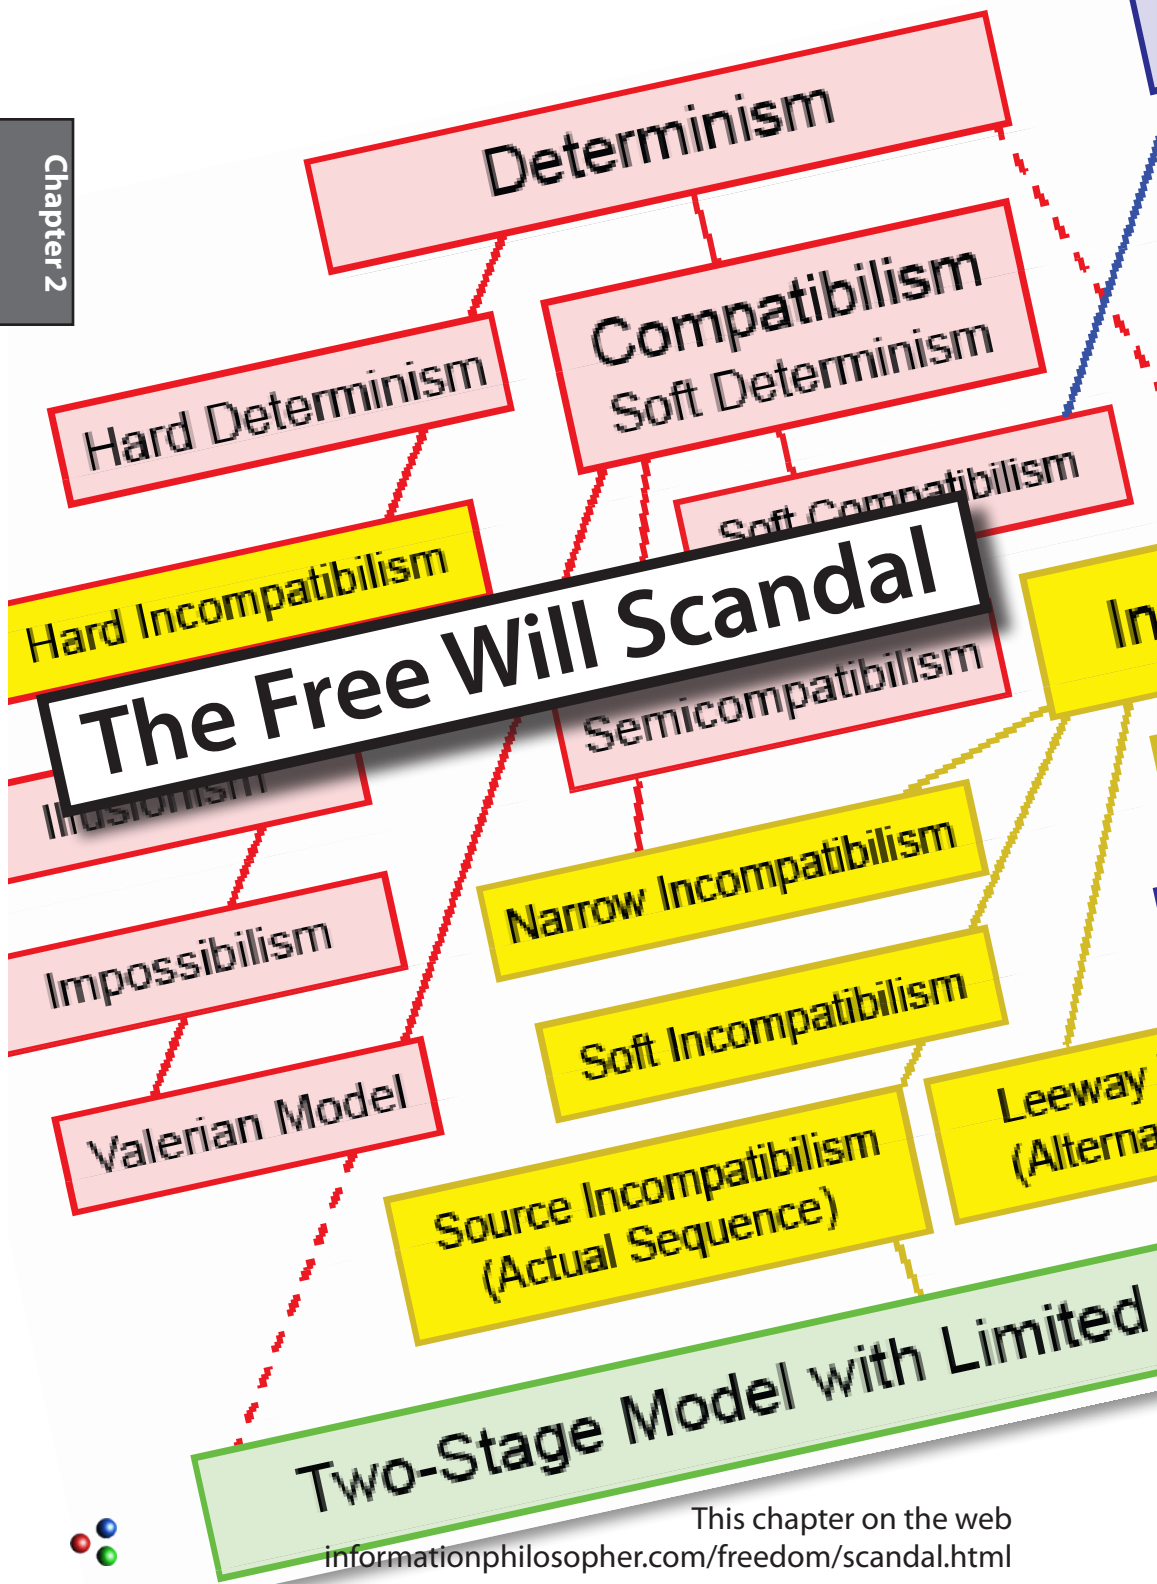 Chapter 2
Determinism
Compatibilism
Soft Determinism
Hard Determinism
Soft Compatibilism
Hard Incompatibilism
In
The Free Will Scandal
Semicompatibilism
Illusionism
Narrow Incompatibilism
Impossibilism
Soft Incompatibilism
Valerian Model
Leeway
(Alterna
Source Incompatibilism
(Actual Sequence)
Two-Stage Model with Limited
This chapter on the web
informationphilosopher.com/freedom/scandal.html